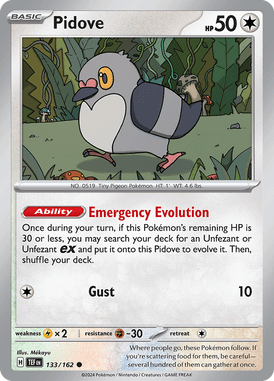 BASIC
Pidove
HP 50
NO. 0519 Tiny Pigeon Pokémon HT: 1' WT: 4.6 lbs
Ability Emergency Evolution
Once during your turn, if this Pokémon's remaining HP is
30 or less, you may search your deck for an Unfezant or
Unfezant ex and put it onto this Pidove to evolve it. Then,
shuffle your deck.
Gust 10
weakness ×2 resistance -30 retreat
Illus. Mékayu
H TEF EN 133/162
Where people go, these Pokémon follow. If
you're scattering food for them, be careful—
several hundred of them can gather at once.
©2024 Pokémon / Nintendo / Creatures / GAME FREAK